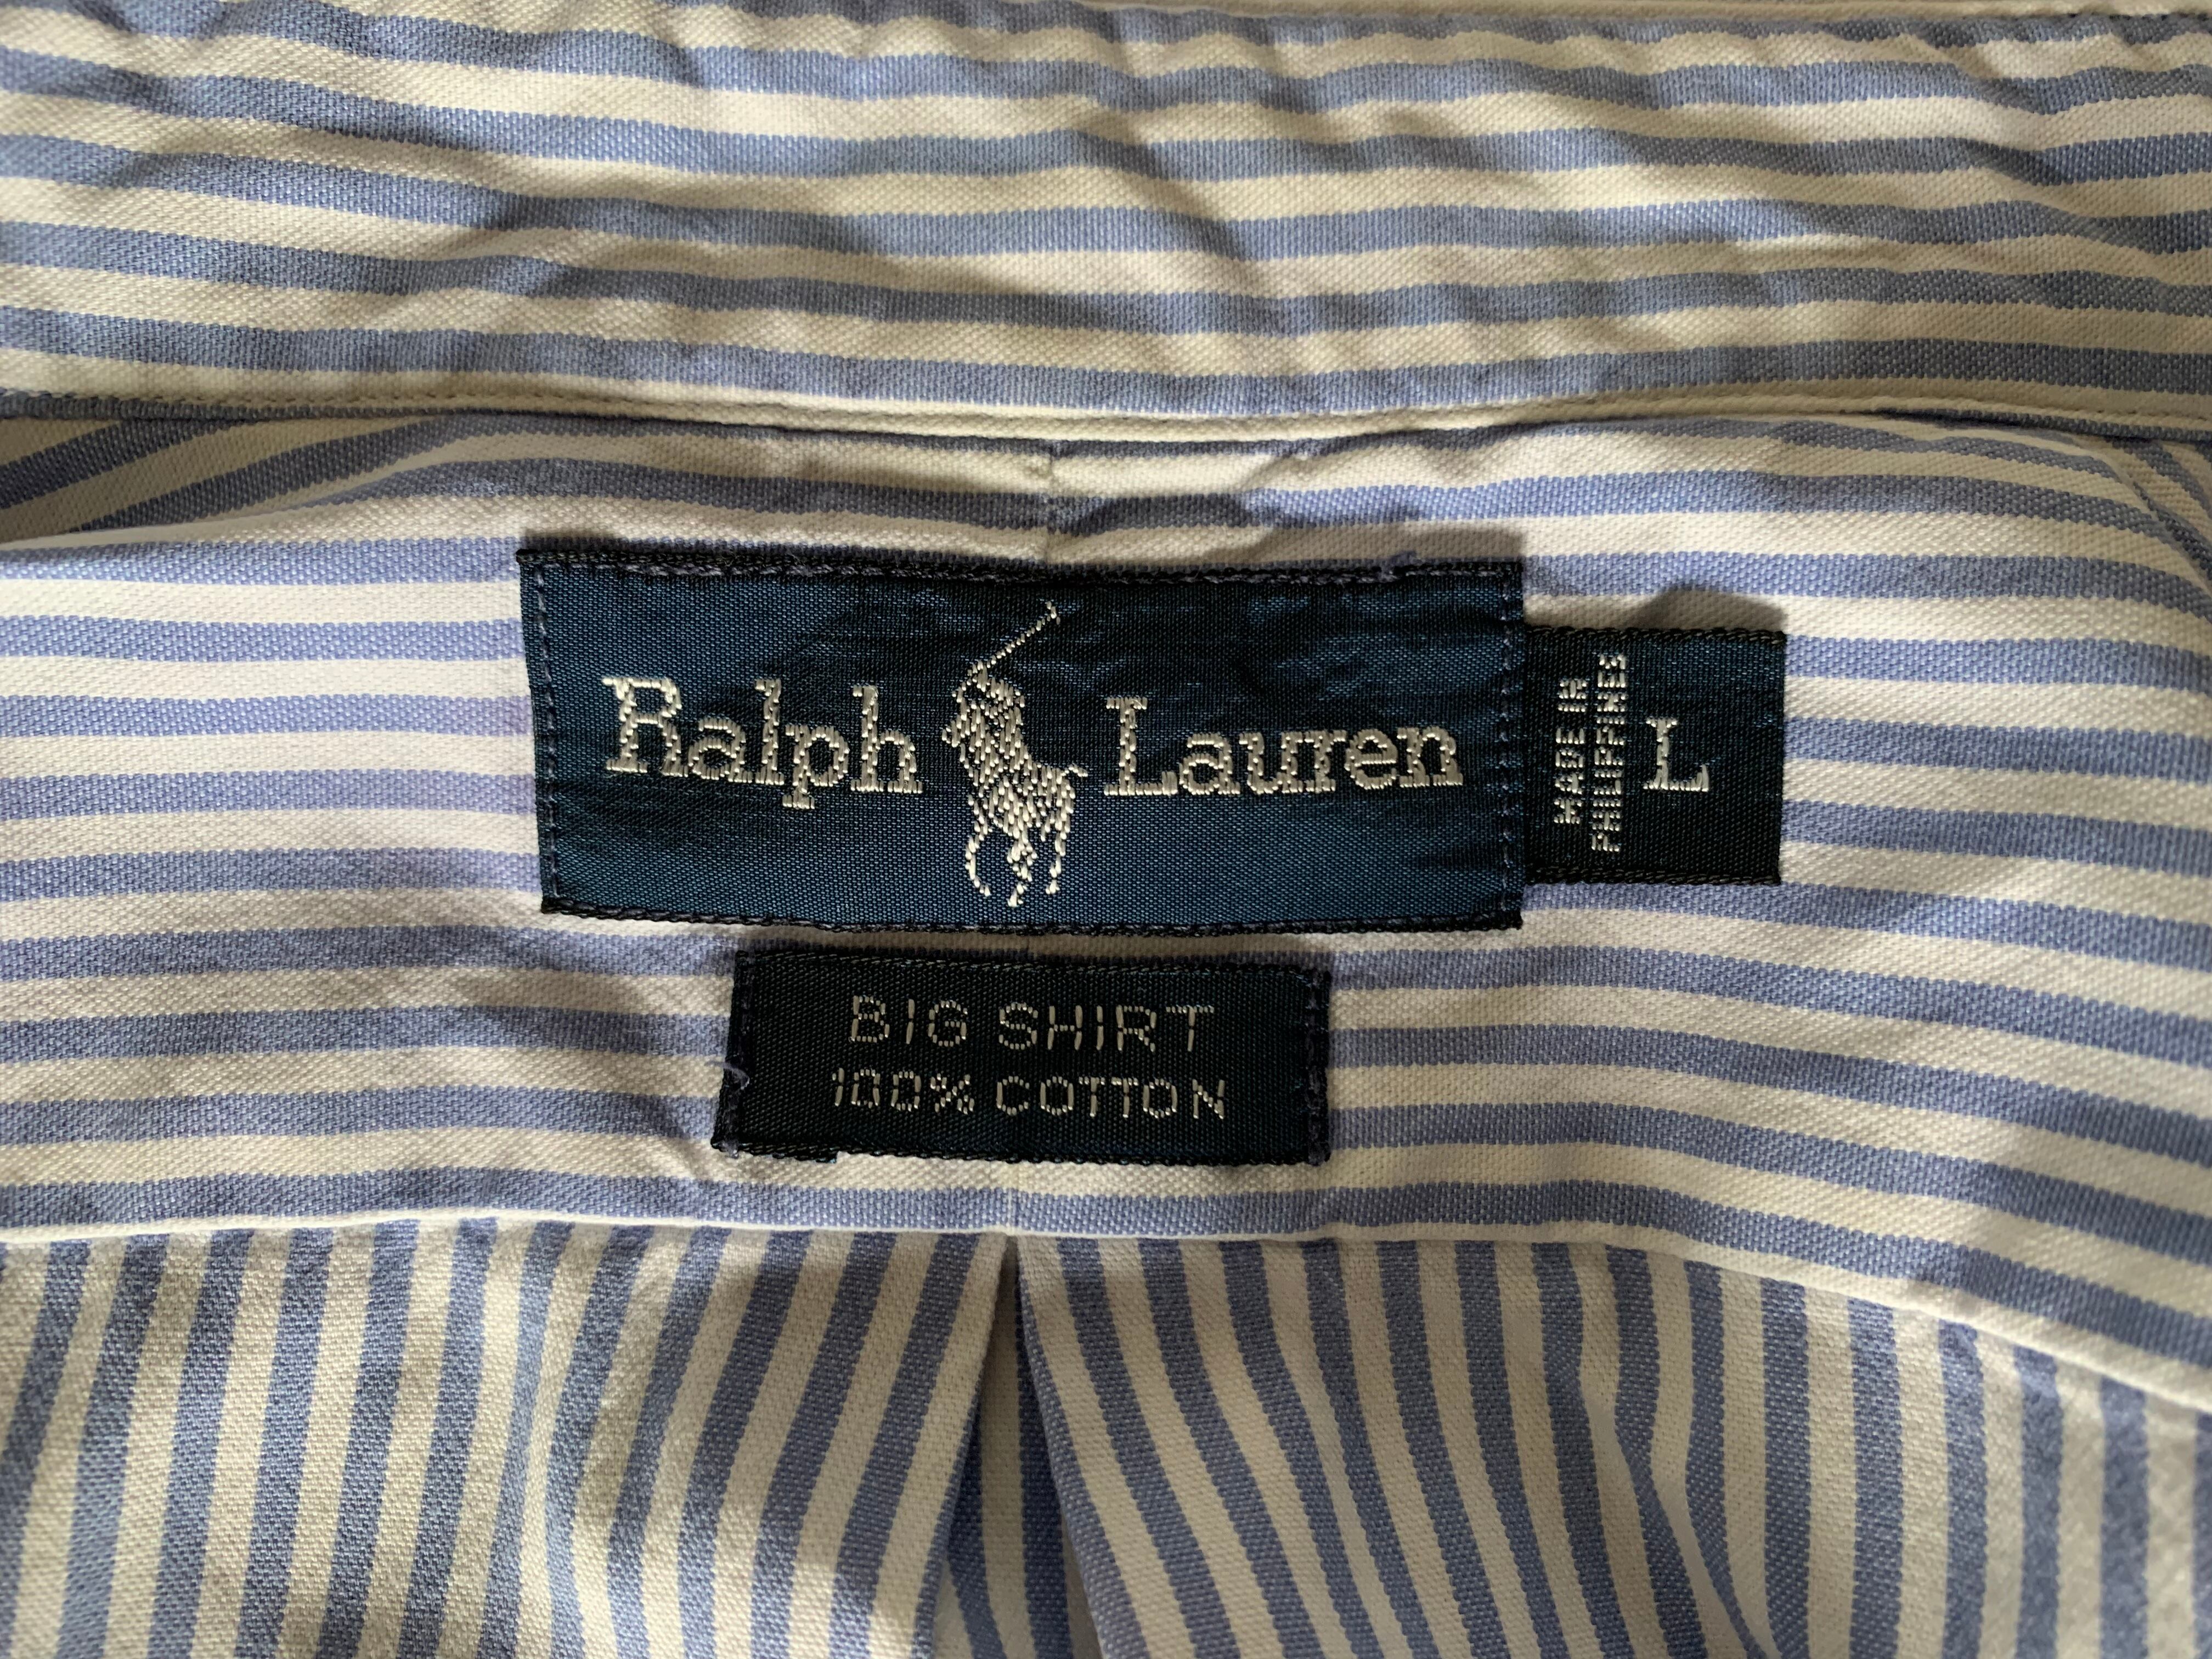 Ralph Lauren
MADE IN
PHILIPPINES
L
BIG SHIRT
100% COTTON